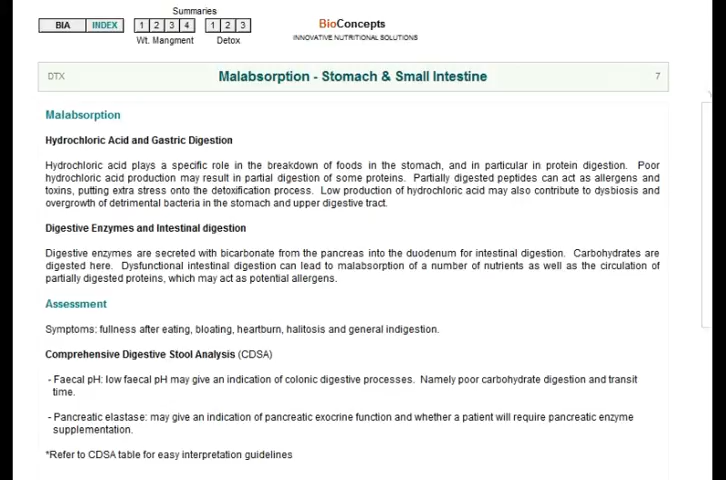 Summaries
BIA INDEX 1 2 3 4 1 2 3
Wt. Mangment Detox
BioConcepts
INNOVATIVE NUTRITIONAL SOLUTIONS
DTX Malabsorption - Stomach & Small Intestine 7
Malabsorption
Hydrochloric Acid and Gastric Digestion
Hydrochloric acid plays a specific role in the breakdown of foods in the stomach, and in particular in protein digestion. Poor
hydrochloric acid production may result in partial digestion of some proteins. Partially digested peptides can act as allergens and
toxins, putting extra stress onto the detoxification process. Low production of hydrochloric acid may also contribute to dysbiosis and
overgrowth of detrimental bacteria in the stomach and upper digestive tract.
Digestive Enzymes and Intestinal digestion
Digestive enzymes are secreted with bicarbonate from the pancreas into the duodenum for intestinal digestion. Carbohydrates are
digested here. Dysfunctional intestinal digestion can lead to malabsorption of a number of nutrients as well as the circulation of
partially digested proteins, which may act as potential allergens.
Assessment
Symptoms: fullness after eating, bloating, heartburn, halitosis and general indigestion.
Comprehensive Digestive Stool Analysis (CDSA)
- Faecal pH: low faecal pH may give an indication of colonic digestive processes. Namely poor carbohydrate digestion and transit
time.
- Pancreatic elastase: may give an indication of pancreatic exocrine function and whether a patient will require pancreatic enzyme
supplementation.
*Refer to CDSA table for easy interpretation guidelines